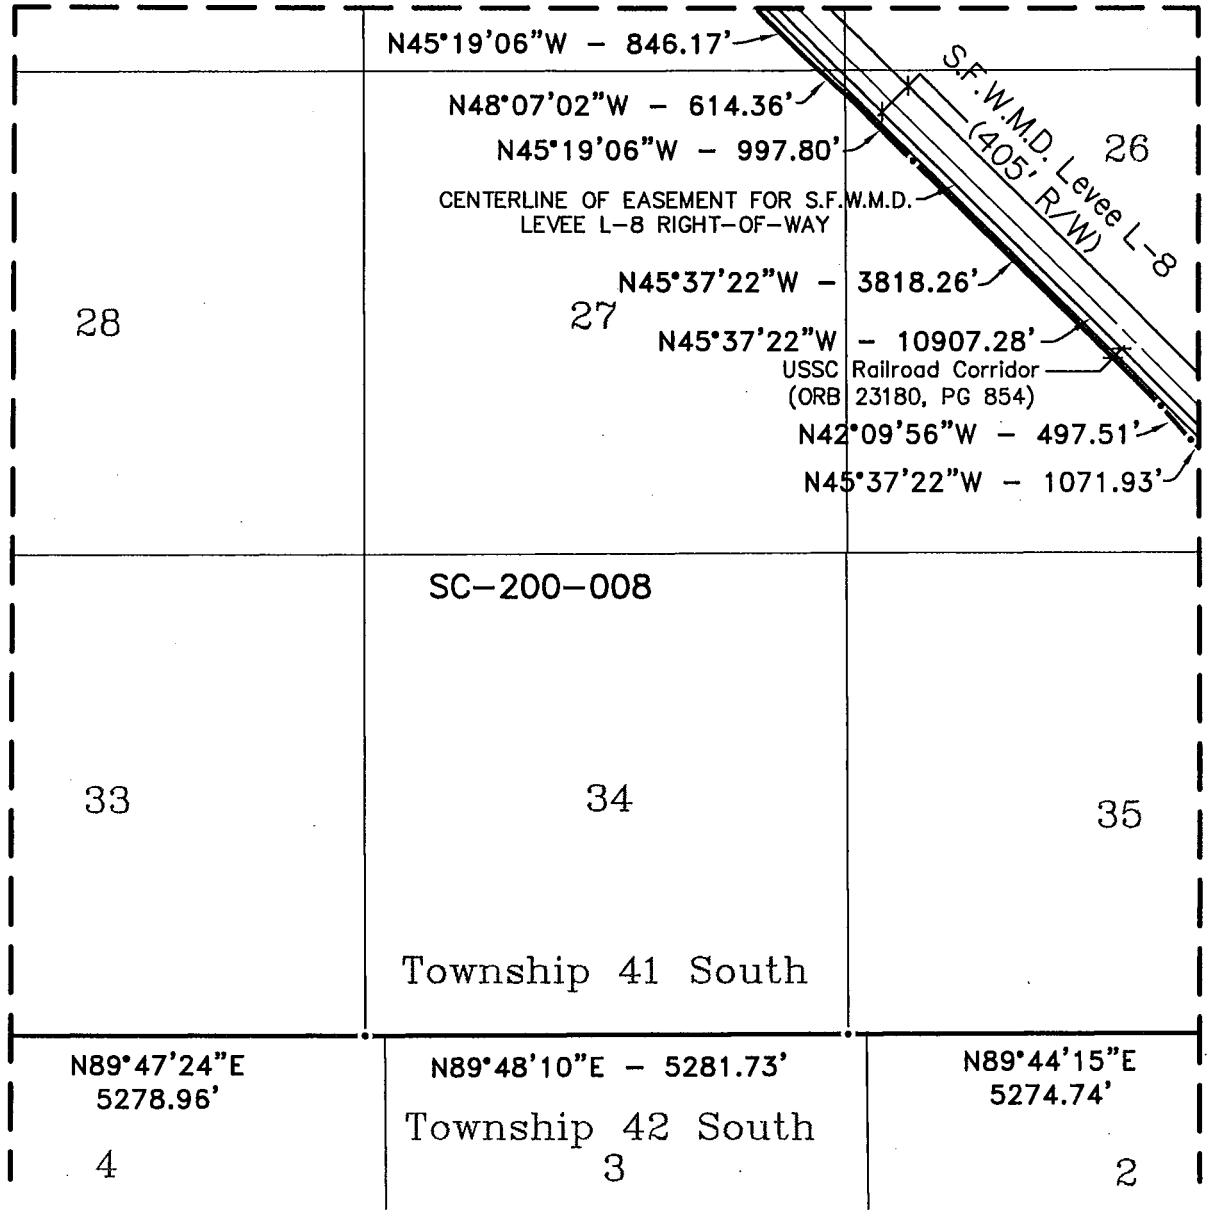 N45°19'06"W – 846.17'
N48°07'02"W – 614.36'
N45°19'06"W – 997.80'
S.F.W.M.D. Levee L-8
(405' R/W)
26
CENTERLINE OF EASEMENT FOR S.F.W.M.D.
LEVEE L-8 RIGHT-OF-WAY
N45°37'22"W – 3818.26'
28
27
N45°37'22"W – 10907.28'
USSC Railroad Corridor
(ORB 23180, PG 854)
N42°09'56"W – 497.51'
N45°37'22"W – 1071.93'
SC-200-008
33
34
35
Township 41 South
N89°47'24"E
5278.96'
N89°48'10"E – 5281.73'
N89°44'15"E
5274.74'
Township 42 South
4
3
2